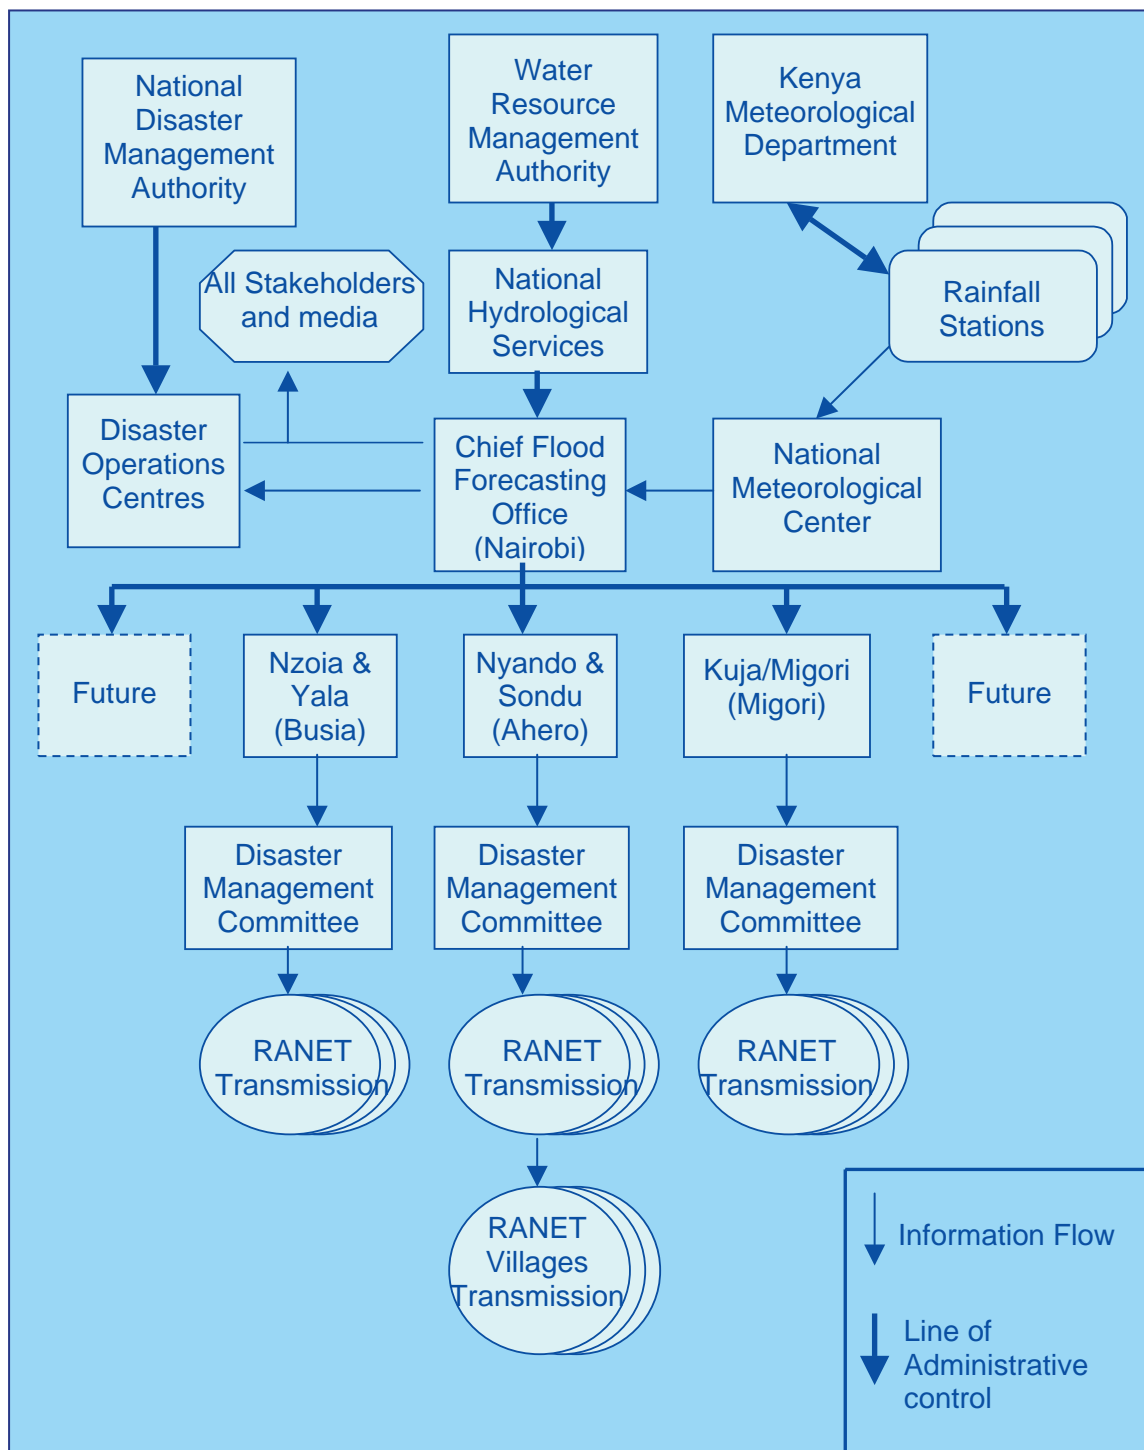 National
Disaster
Management
Authority
Water
Resource
Management
Authority
Kenya
Meteorological
Department
All Stakeholders
and media
National
Hydrological
Services
Rainfall
Stations
Disaster
Operations
Centres
Chief Flood
Forecasting
Office
(Nairobi)
National
Meteorological
Center
Future
Nzoia &
Yala
(Busia)
Nyando &
Sondu
(Ahero)
Kuja/Migori
(Migori)
Future
Disaster
Management
Committee
Disaster
Management
Committee
Disaster
Management
Committee
RANET
Transmission
RANET
Transmission
RANET
Transmission
RANET
Villages
Transmission
Information Flow
Line of
Administrative
control